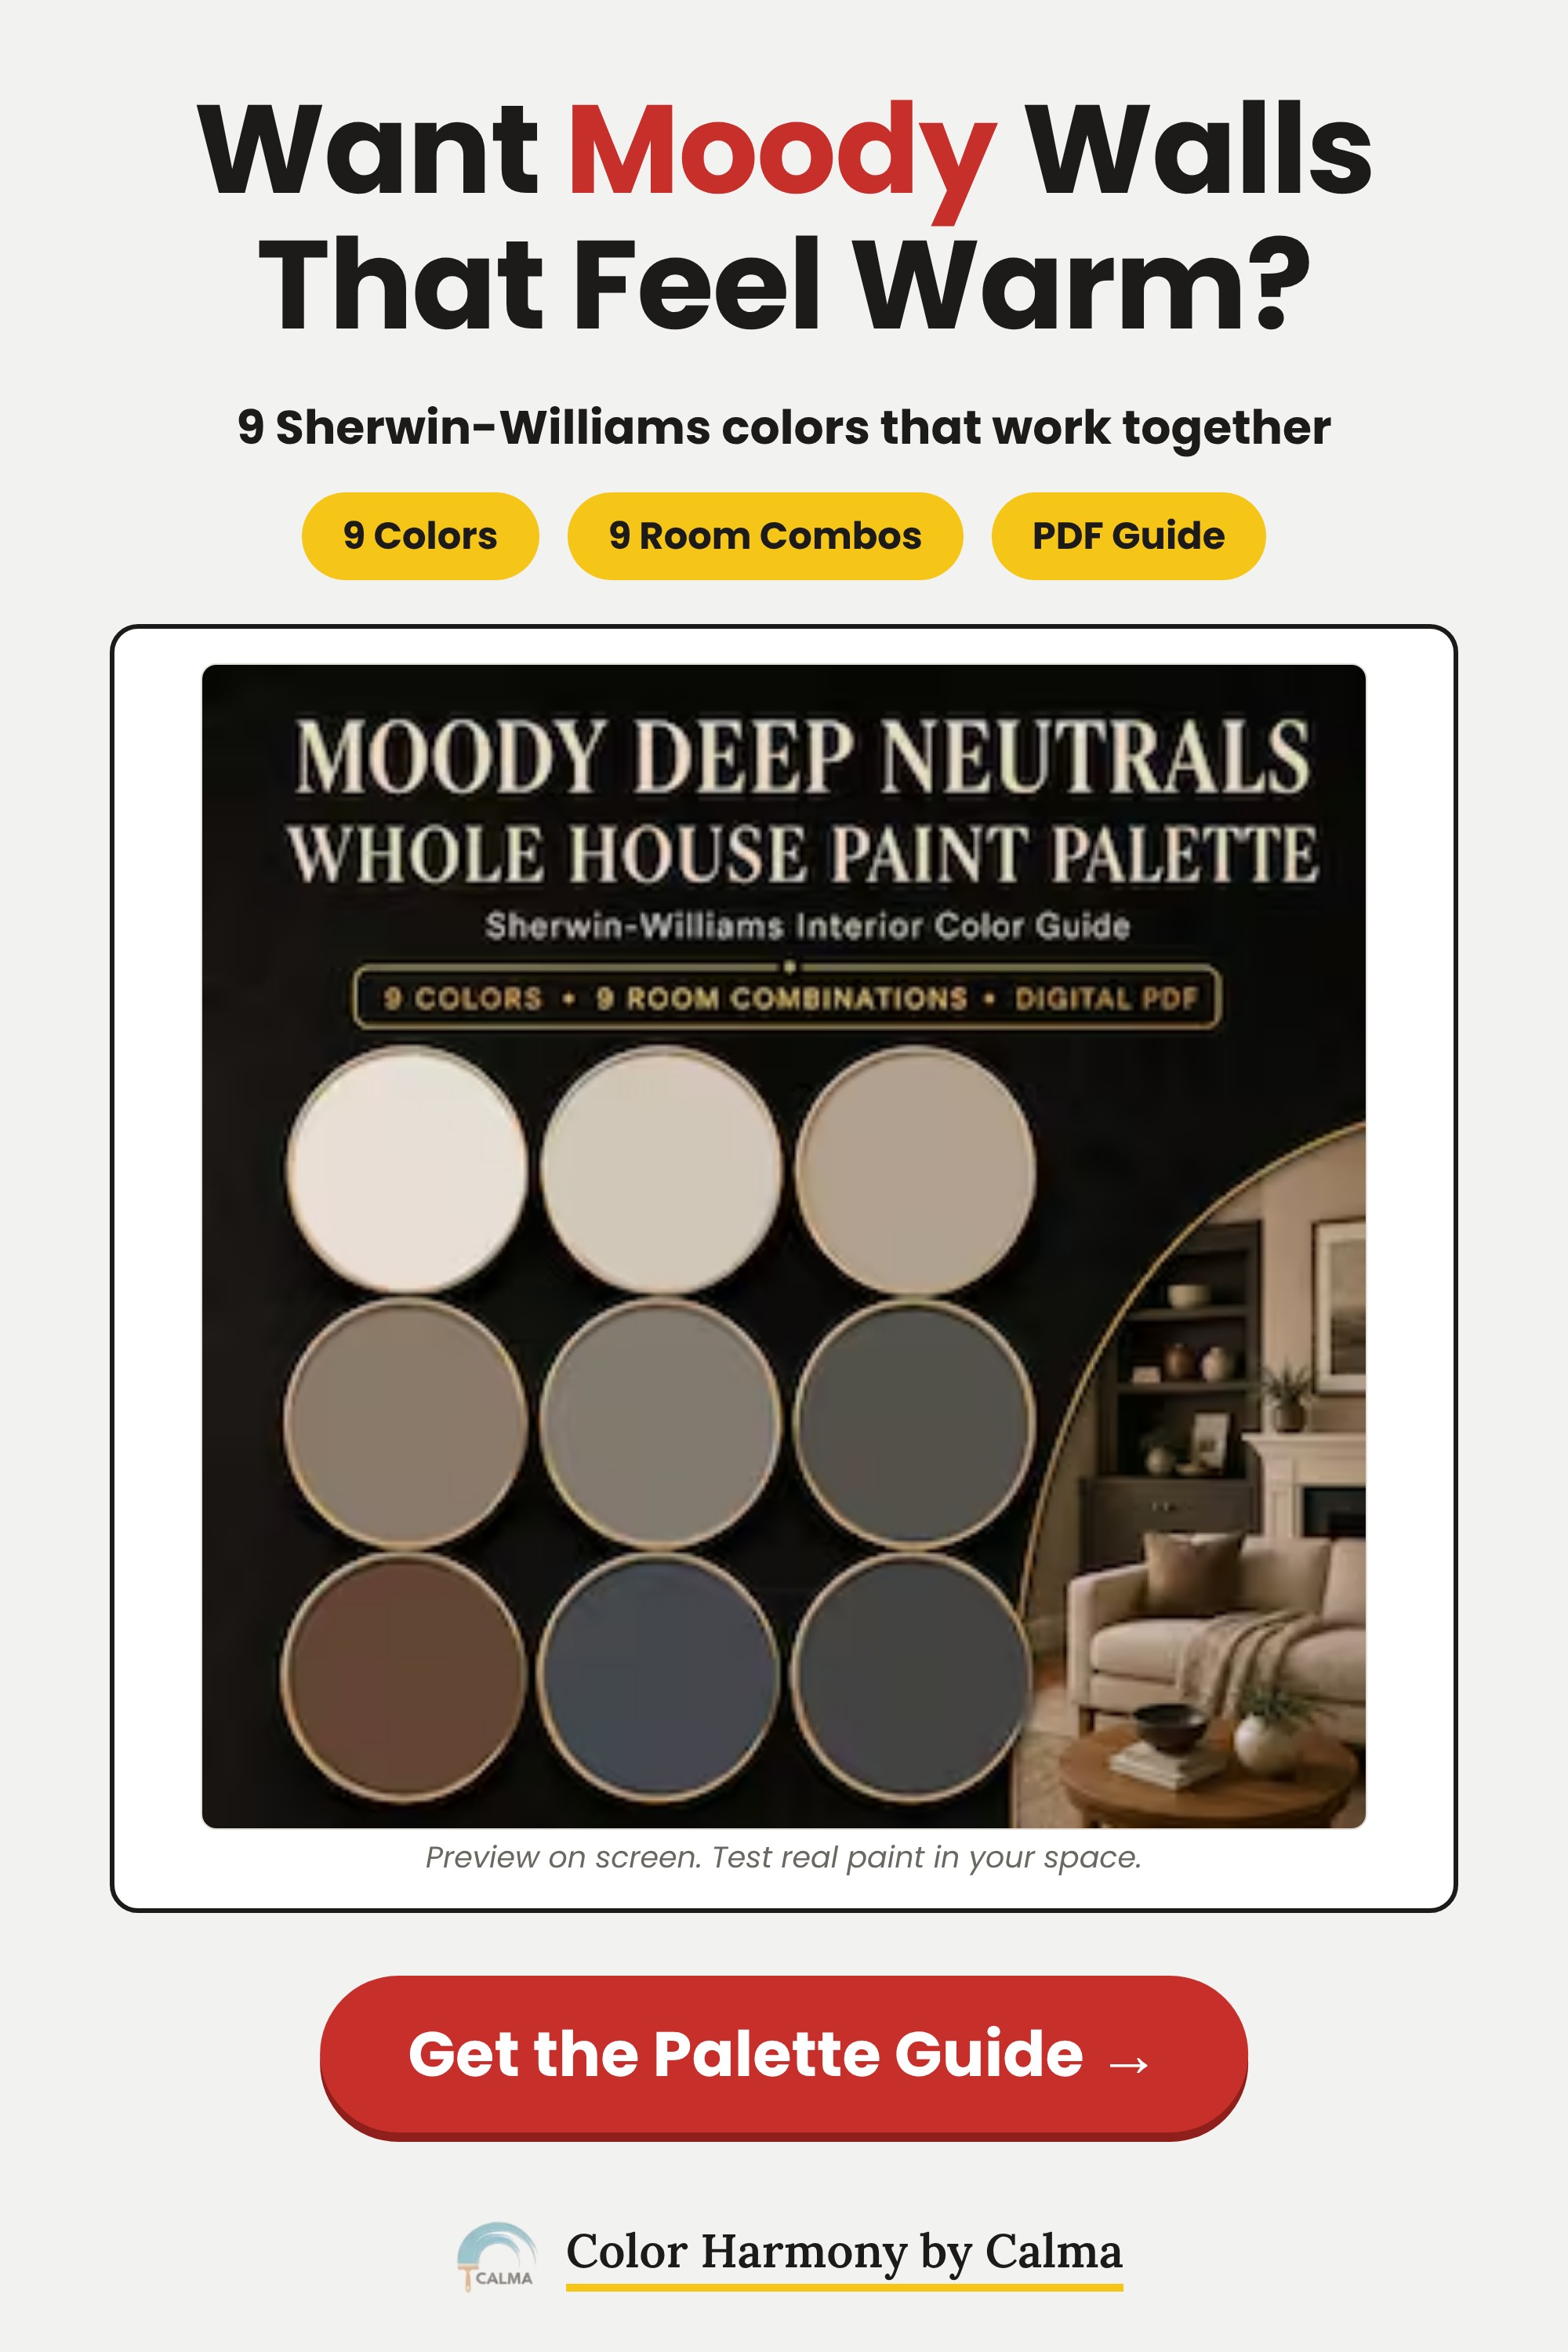 Want Moody Walls
That Feel Warm?
9 Sherwin-Williams colors that work together
9 Colors
9 Room Combos
PDF Guide
MOODY DEEP NEUTRALS
WHOLE HOUSE PAINT PALETTE
Sherwin-Williams Interior Color Guide
9 COLORS • 9 ROOM COMBINATIONS • DIGITAL PDF
Preview on screen. Test real paint in your space.
Get the Palette Guide →
CALMA
Color Harmony by Calma